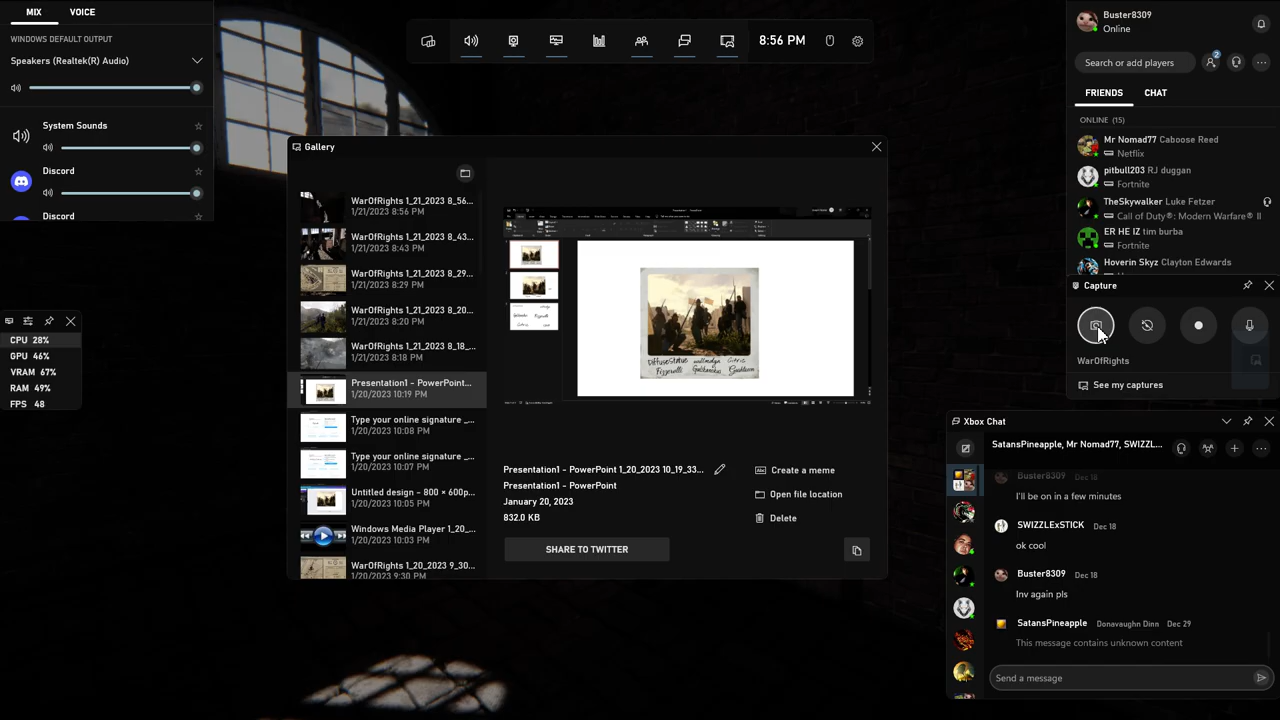 MIX VOICE
WINDOWS DEFAULT OUTPUT
Speakers (Realtek(R) Audio)
System Sounds
Discord
Discord
8:56 PM
Buster8309
Online
Search or add players
2
FRIENDS CHAT
ONLINE (15)
Mr Nomad77 Caboose Reed
Netflix
pitbull203 RJ duggan
Fortnite
TheSkywalker Luke Fetzer
Call of Duty®: Modern Warfare® II
ER HE IZ tim burba
Fortnite
Hoverin Skyz Clayton Edwards
Gallery
WarOfRights 1_21_2023 8_56...
1/21/2023 8:56 PM
WarOfRights 1_21_2023 8_43...
1/21/2023 8:43 PM
WarOfRights 1_21_2023 8_29...
1/21/2023 8:29 PM
WarOfRights 1_21_2023 8_20...
1/21/2023 8:20 PM
WarOfRights 1_21_2023 8_18_...
1/21/2023 8:18 PM
Presentation1 - PowerPoint...
1/20/2023 10:19 PM
Type your online signature _...
1/20/2023 10:08 PM
Type your online signature _...
1/20/2023 10:07 PM
Untitled design - 800 × 600p...
1/20/2023 10:05 PM
Windows Media Player 1_20_...
1/20/2023 10:03 PM
WarOfRights 1_20_2023 9_30...
1/20/2023 9:30 PM
Presentation1 - PowerPoint 1_20_2023 10_19_33...
Presentation1 - PowerPoint
January 20, 2023
832.0 KB
Create a meme
Open file location
Delete
SHARE TO TWITTER
CPU 28%
GPU 46%
VRAM 67%
RAM 49%
FPS 48
Capture
WarOfRights
See my captures
Xbox Chat
SatansPineapple, Mr Nomad77, SWIZZL...
Buster8309 Dec 18
I'll be on in a few minutes
SWIZZLExSTICK Dec 18
ok cool
Buster8309 Dec 18
Inv again pls
SatansPineapple Donavaughn Dinn Dec 29
This message contains unknown content
Send a message